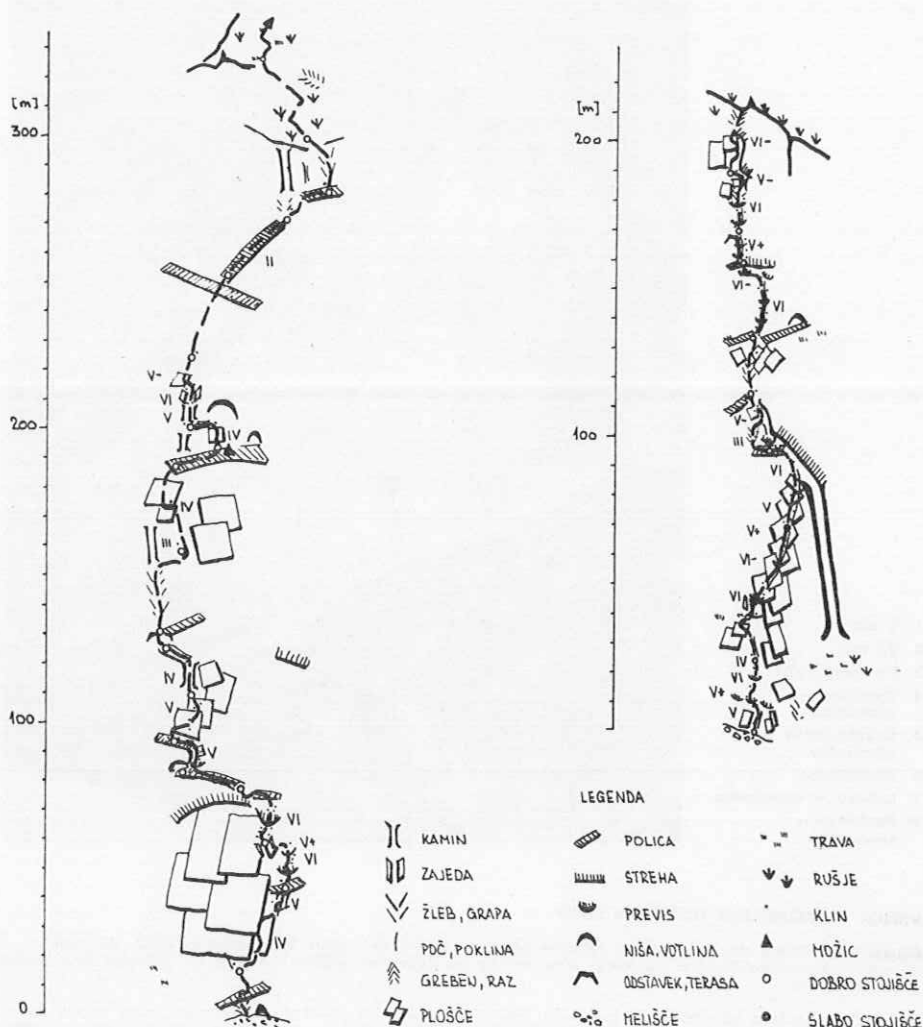 [m]
300
II
V-
VI
V
IV
200
IV
III
IV
V
100
V
VI
V+
VI
V
IV
0
[m]
200
VI-
V-
VI
V+
VI-
VI
100
V-
III
VI
V
V+
VI-
VI
IV
VI
V+
V
LEGENDA
KAMIN
ZAJEDA
ŽLEB, GRAPA
POČ, POKLINA
GREBEN, RAZ
PLOŠČE
POLICA
STREHA
PREVIS
NIŠA, VOTLINA
ODSTAVEK, TERASA
MELIŠČE
TRAVA
RUŠJE
KLIN
MOŽIC
DOBRO STOJIŠČE
SLABO STOJIŠČE